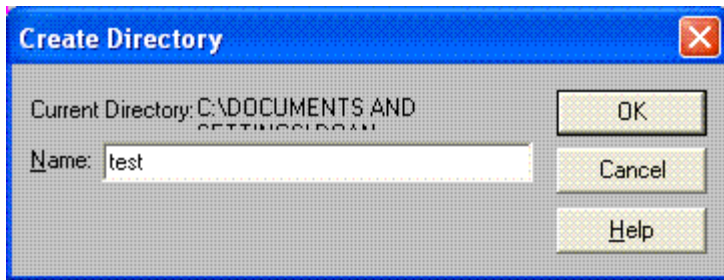 Create Directory
Current Directory: C:\DOCUMENTS AND
OK
Name: test
Cancel
Help